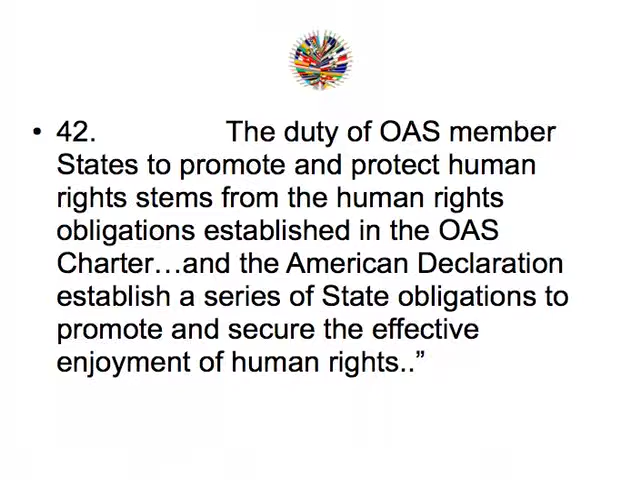 • 42. The duty of OAS member
States to promote and protect human
rights stems from the human rights
obligations established in the OAS
Charter…and the American Declaration
establish a series of State obligations to
promote and secure the effective
enjoyment of human rights..”